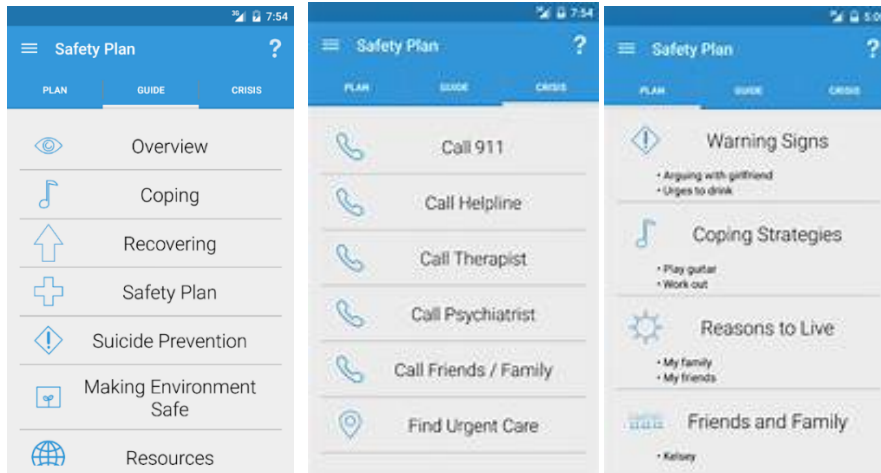 7:54
Safety Plan
?
PLAN GUIDE CRISIS
Overview
Coping
Recovering
Safety Plan
Suicide Prevention
Making Environment
Safe
Resources
7:54
Safety Plan
?
PLAN GUIDE CRISIS
Call 911
Call Helpline
Call Therapist
Call Psychiatrist
Call Friends / Family
Find Urgent Care
Safety Plan
?
PLAN GUIDE CRISIS
Warning Signs
• Arguing with girlfriend
• Urges to drink
Coping Strategies
• Play guitar
• Work out
Reasons to Live
• My family
• My friends
Friends and Family
• Kelsey